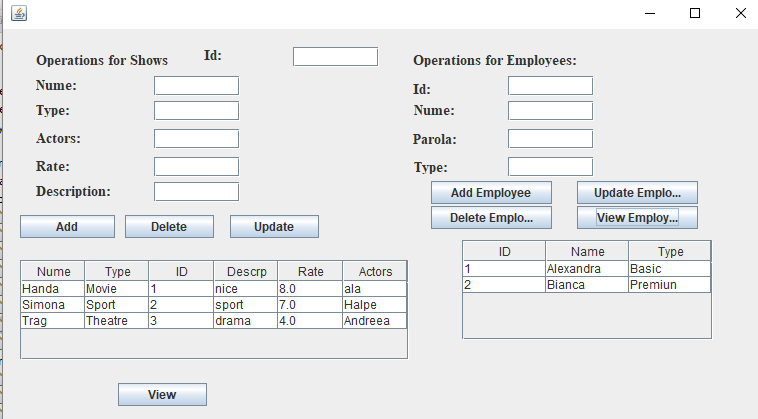 Operations for Shows
Id:
Nume:
Type:
Actors:
Rate:
Description:
Add Delete Update
Nume Type ID Descrp Rate Actors
Handa Movie 1 nice 8.0 ala
Simona Sport 2 sport 7.0 Halpe
Trag Theatre 3 drama 4.0 Andreea
View
Operations for Employees:
Id:
Nume:
Parola:
Type:
Add Employee Update Emplo...
Delete Emplo... View Employ...
ID Name Type
1 Alexandra Basic
2 Bianca Premiun